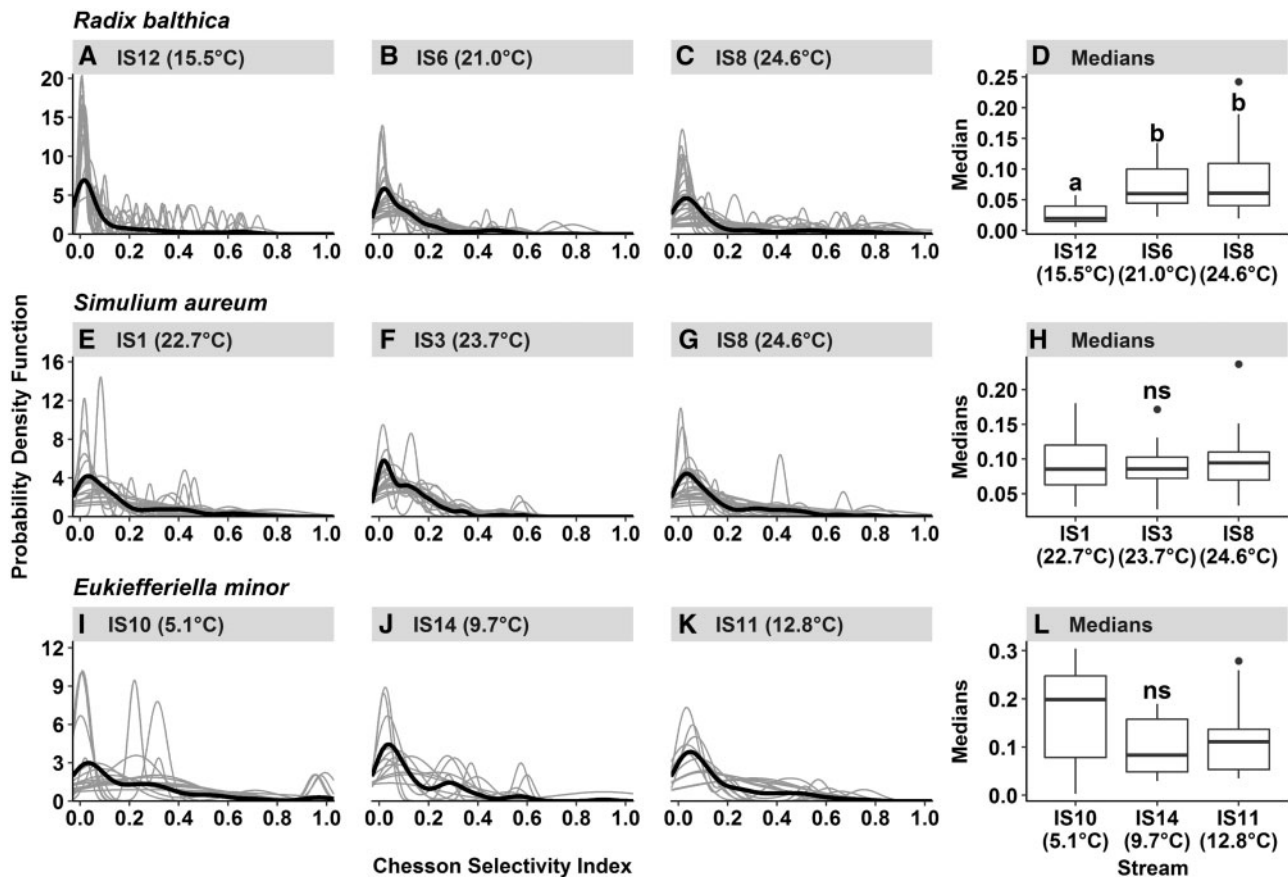 Radix balthica
A IS12 (15.5°C)
B IS6 (21.0°C)
C IS8 (24.6°C)
D Medians
20
15
10
5
0
0.0 0.2 0.4 0.6 0.8 1.0
0.0 0.2 0.4 0.6 0.8 1.0
0.0 0.2 0.4 0.6 0.8 1.0
Median
0.25
0.20
0.15
0.10
0.05
0.00
a
b
b
IS12 IS6 IS8
(15.5°C) (21.0°C) (24.6°C)
Probability Density Function
Simulium aureum
E IS1 (22.7°C)
F IS3 (23.7°C)
G IS8 (24.6°C)
H Medians
16
12
8
4
0
0.0 0.2 0.4 0.6 0.8 1.0
0.0 0.2 0.4 0.6 0.8 1.0
0.0 0.2 0.4 0.6 0.8 1.0
Medians
0.20
0.15
0.10
0.05
ns
IS1 IS3 IS8
(22.7°C) (23.7°C) (24.6°C)
Eukiefferiella minor
I IS10 (5.1°C)
J IS14 (9.7°C)
K IS11 (12.8°C)
L Medians
12
9
6
3
0
0.0 0.2 0.4 0.6 0.8 1.0
0.0 0.2 0.4 0.6 0.8 1.0
0.0 0.2 0.4 0.6 0.8 1.0
Medians
0.3
0.2
0.1
0.0
ns
IS10 IS14 IS11
(5.1°C) (9.7°C) (12.8°C)
Chesson Selectivity Index
Stream